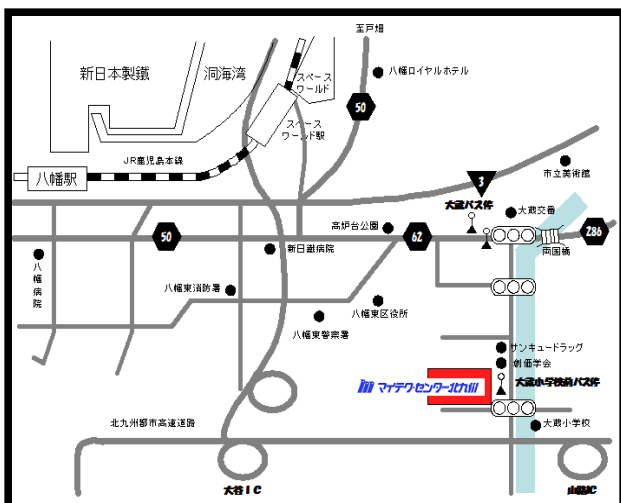 至戸畑
新日本製鐵
洞海湾
スペース
ワールド
八幡ロイヤルホテル
50
スペース
ワールド駅
JR鹿児島本線
八幡駅
市立美術館
3
大蔵バス停
大蔵交番
高炉台公園
50
62
286
両国橋
新日鐵病院
八幡病院
八幡東消防署
八幡東区役所
八幡東警察署
サンキュードラッグ
創価学会
マイテクセンター北九州
大蔵小学校前バス停
北九州都市高速道路
大蔵小学校
大谷IC
山路IC